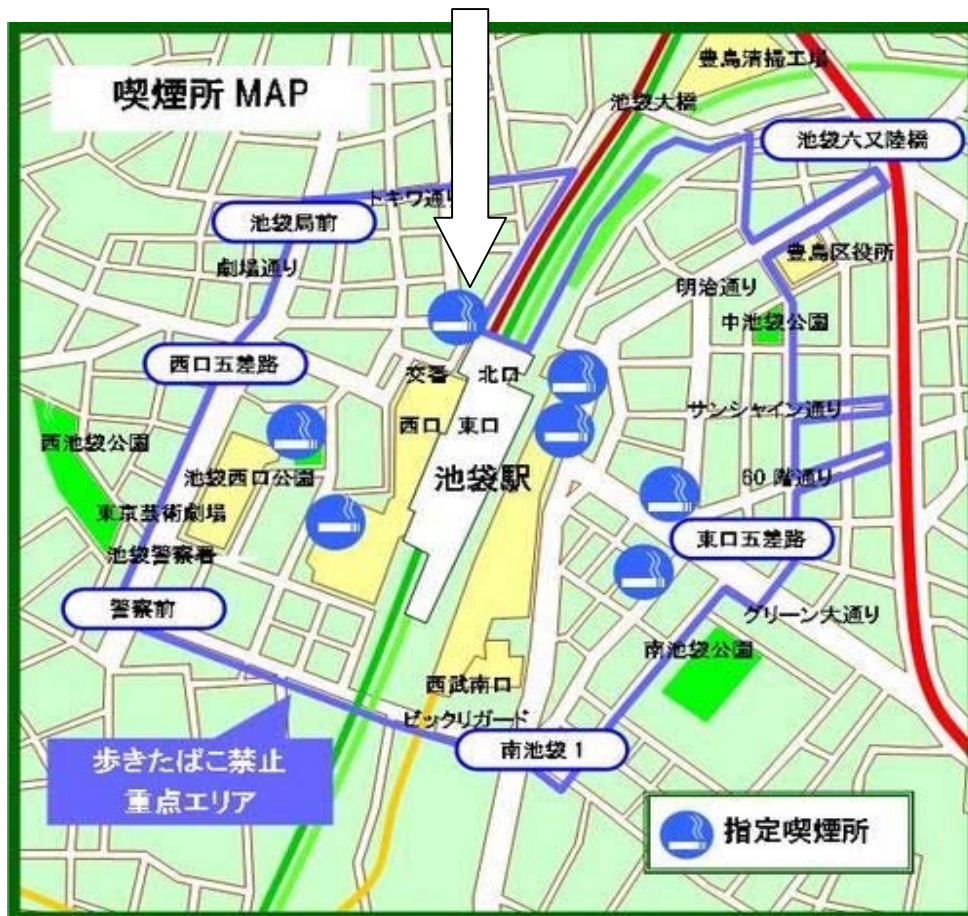 喫煙所 MAP
豊島清掃工場
池袋大橋
池袋六又陸橋
トキワ通り
池袋局前
劇場通り
豊島区役所
明治通り
中池袋公園
西口五差路
交番 北口
サンシャイン通り
西池袋公園
西口 東口
池袋西口公園
池袋駅
60 階通り
東京芸術劇場
東口五差路
池袋警察署
警察前
グリーン大通り
南池袋公園
西武南口
ビックリガード
南池袋 1
歩きたばこ禁止
重点エリア
指定喫煙所